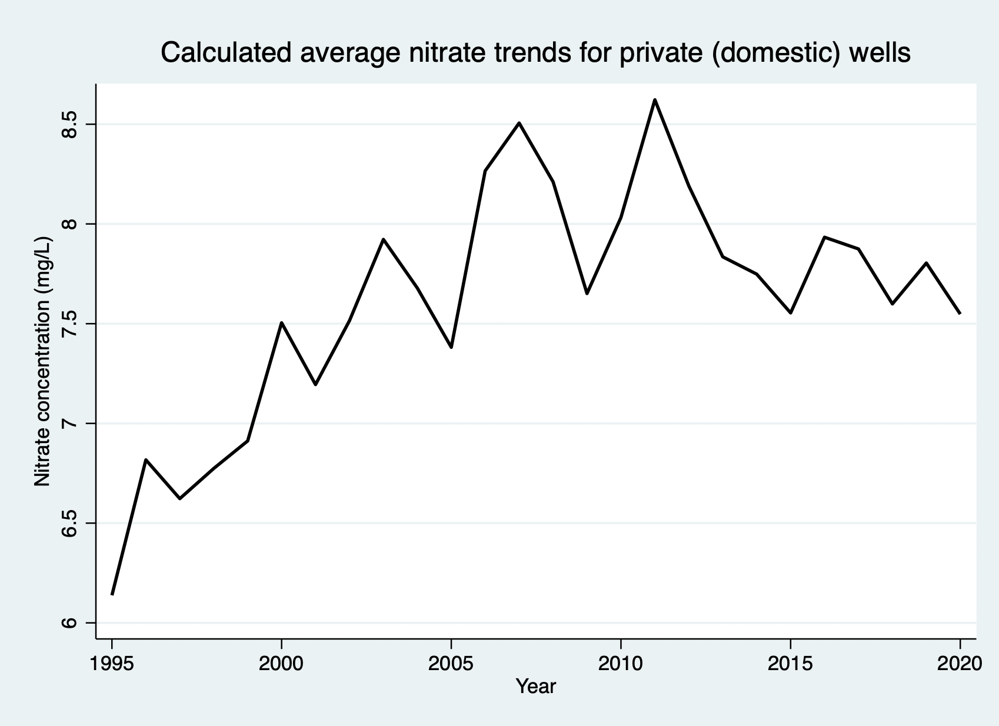 Calculated average nitrate trends for private (domestic) wells
Nitrate concentration (mg/L)
8.5
8
7.5
7
6.5
6
1995 2000 2005 2010 2015 2020
Year